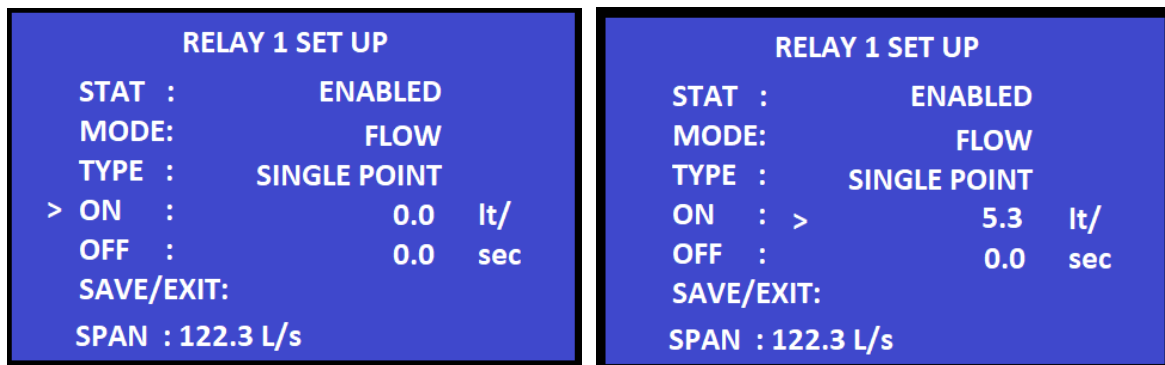 RELAY 1 SET UP
STAT : ENABLED
MODE: FLOW
TYPE : SINGLE POINT
> ON : 0.0 lt/
OFF : 0.0 sec
SAVE/EXIT:
SPAN : 122.3 L/s
RELAY 1 SET UP
STAT : ENABLED
MODE: FLOW
TYPE : SINGLE POINT
ON : > 5.3 lt/
OFF : 0.0 sec
SAVE/EXIT:
SPAN : 122.3 L/s